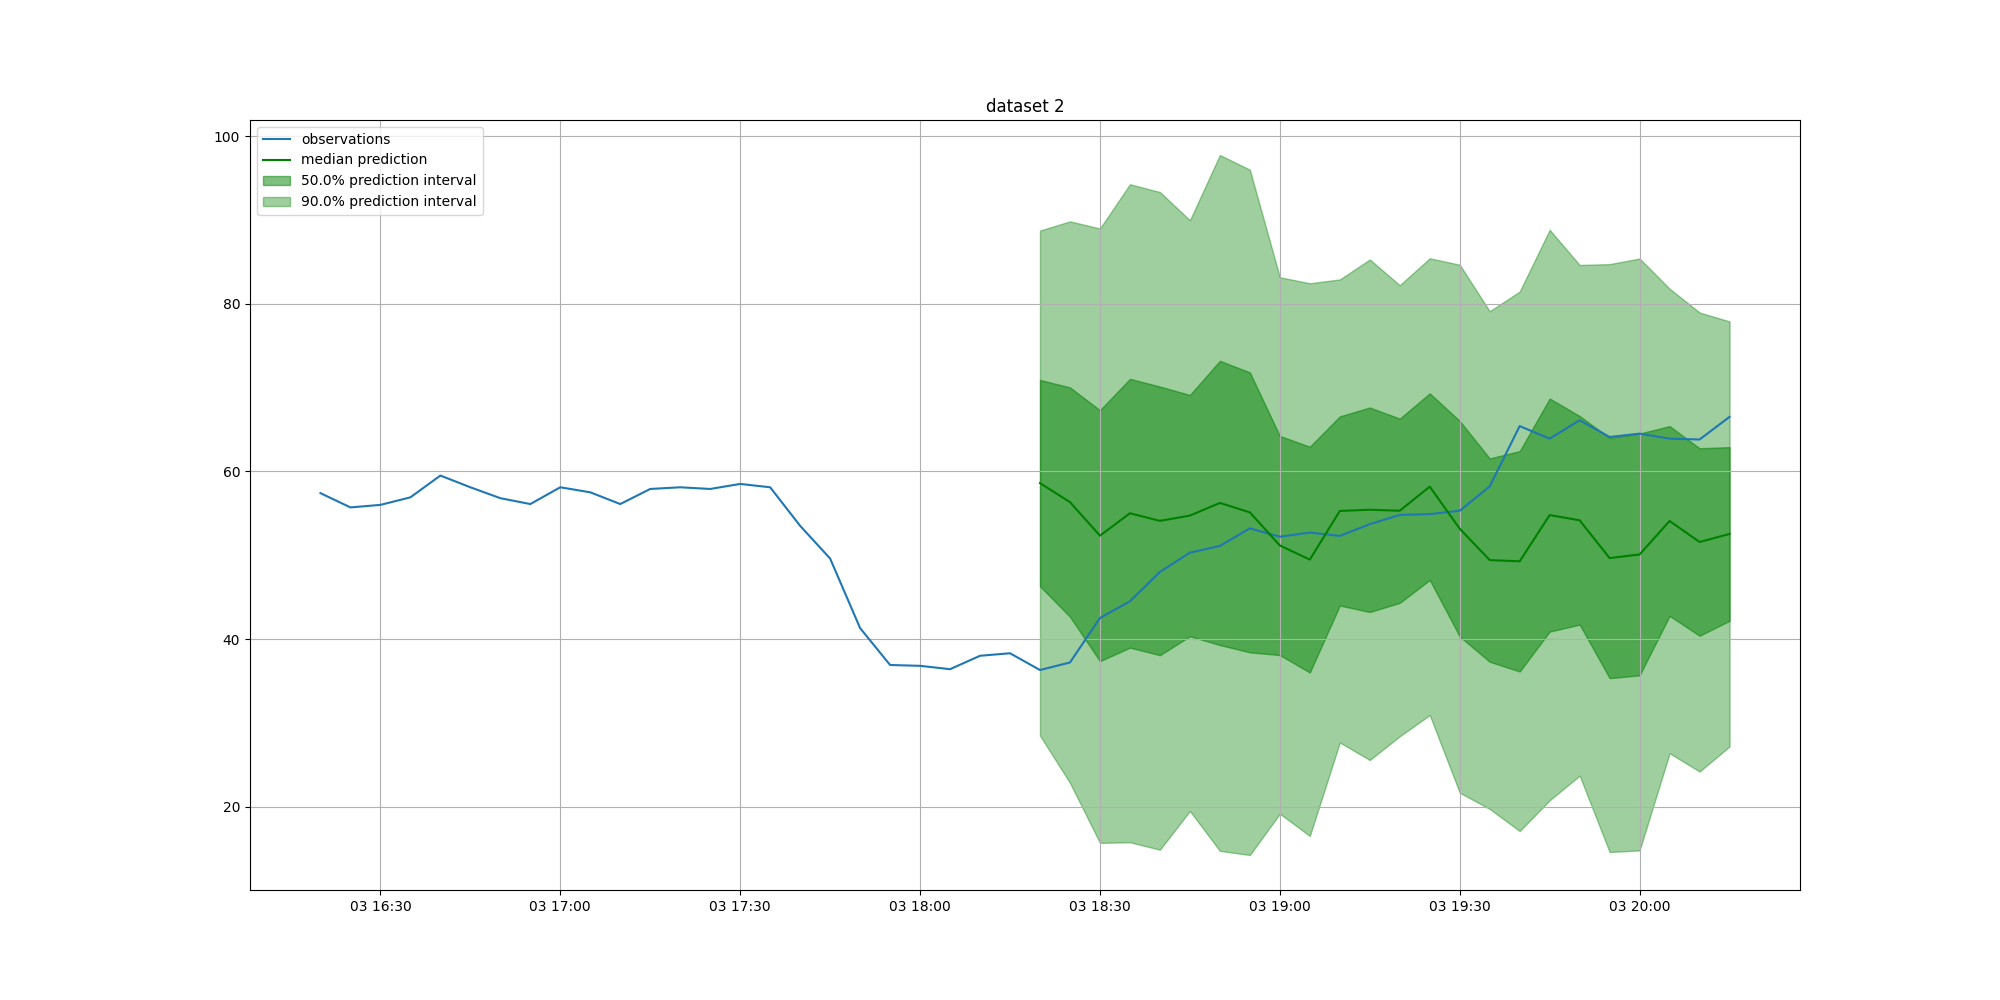 dataset 2
observations
median prediction
50.0% prediction interval
90.0% prediction interval
100
80
60
40
20
03 16:30
03 17:00
03 17:30
03 18:00
03 18:30
03 19:00
03 19:30
03 20:00